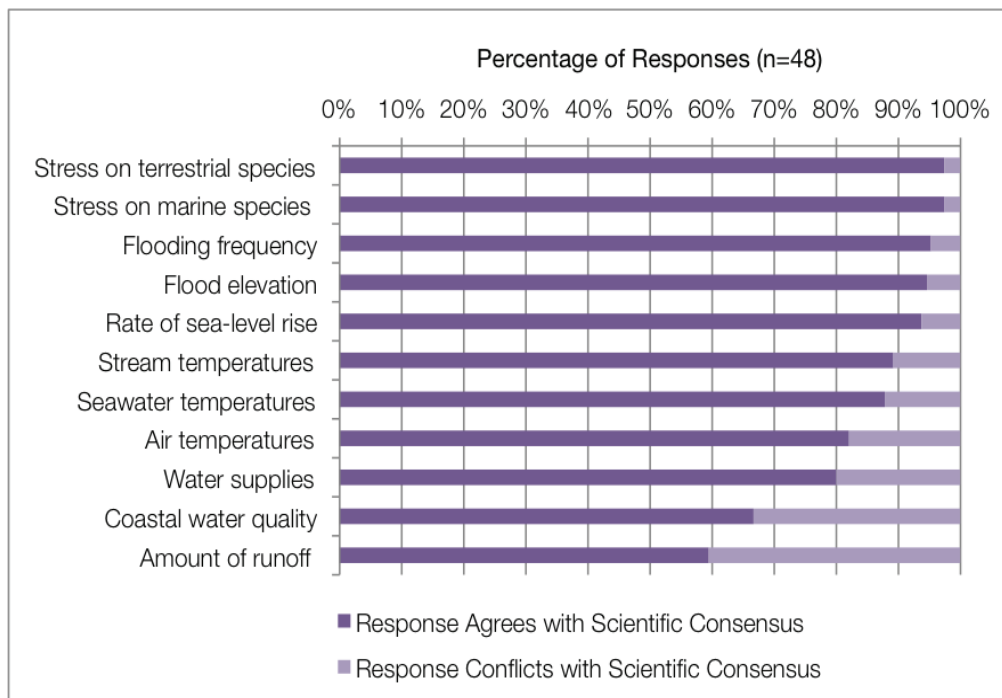 Percentage of Responses (n=48)
0% 10% 20% 30% 40% 50% 60% 70% 80% 90% 100%
Stress on terrestrial species
Stress on marine species
Flooding frequency
Flood elevation
Rate of sea-level rise
Stream temperatures
Seawater temperatures
Air temperatures
Water supplies
Coastal water quality
Amount of runoff
Response Agrees with Scientific Consensus
Response Conflicts with Scientific Consensus